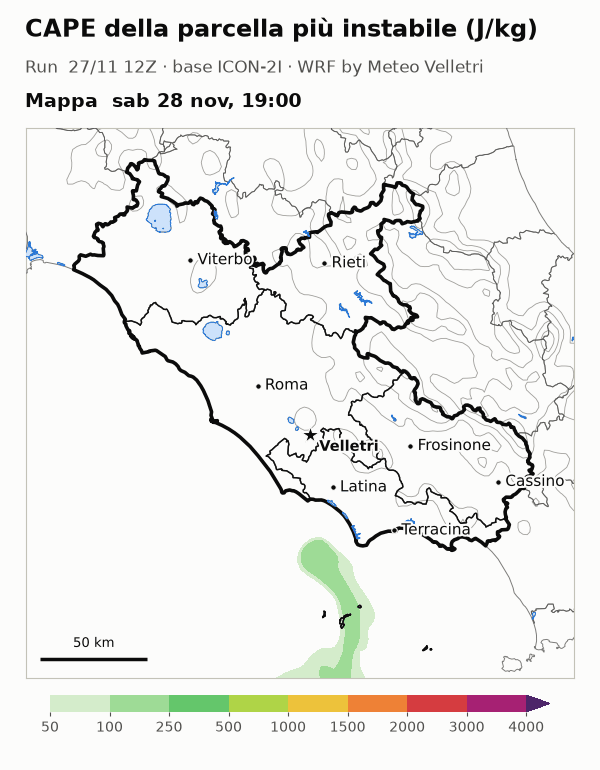 CAPE della parcella più instabile (J/kg)
Run 27/11 12Z · base ICON-2I · WRF by Meteo Velletri
Mappa sab 28 nov, 19:00
Viterbo
Rieti
Roma
Velletri
Frosinone
Latina
Cassino
Terracina
50 km
50 100 250 500 1000 1500 2000 3000 4000